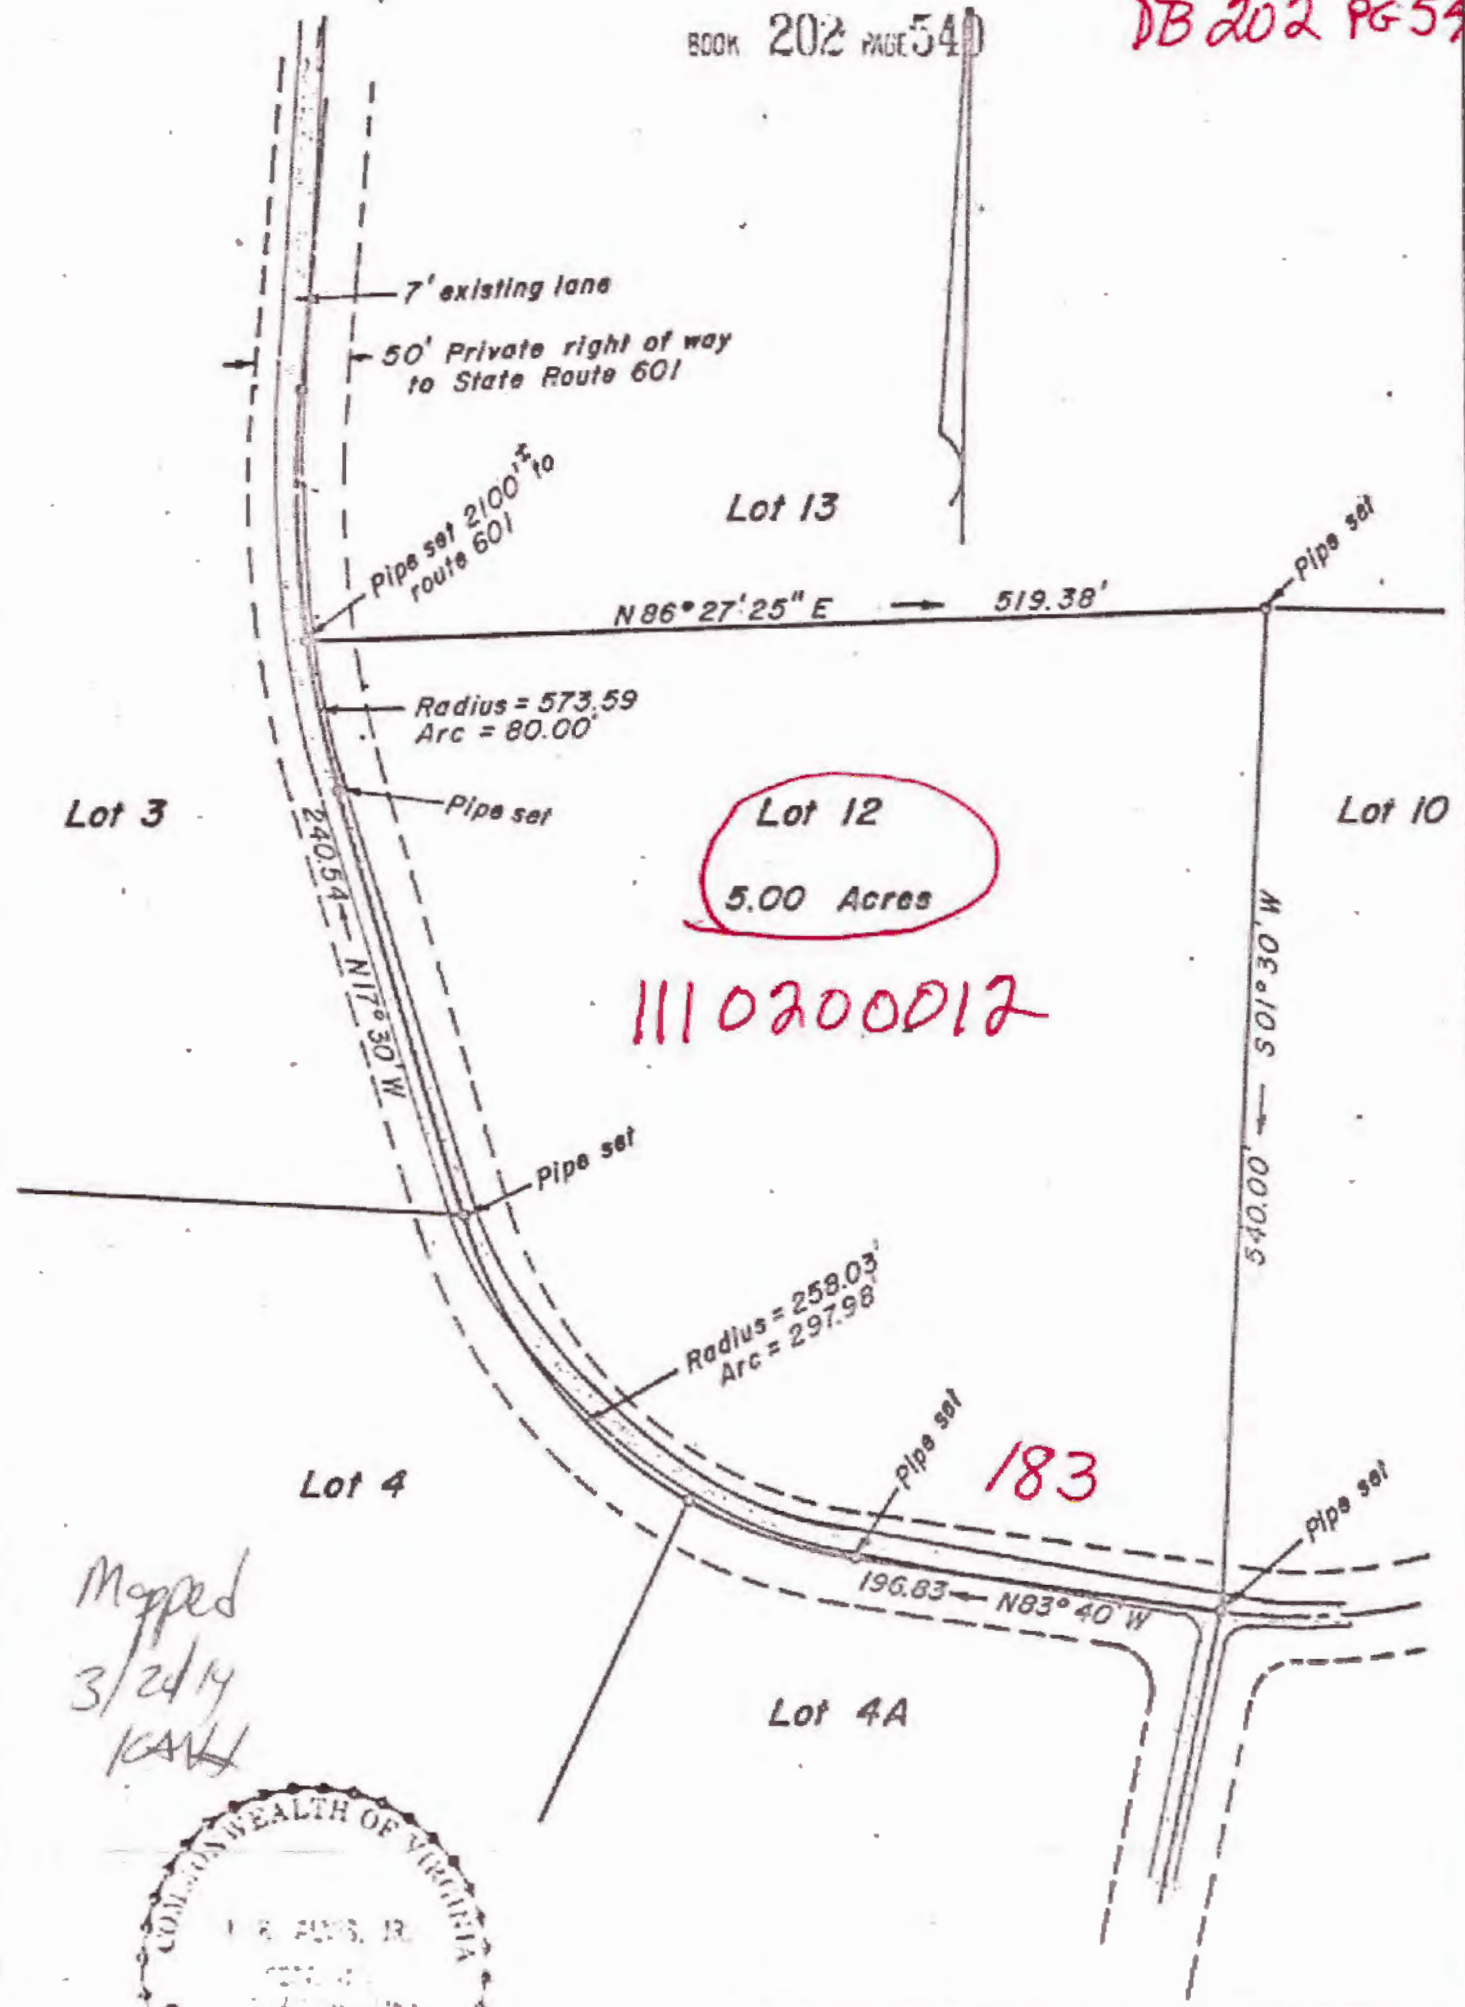 BOOK 202 PAGE 540
DB 202 PG 54
7' existing lane
50' Private right of way
to State Route 601
Pipe set 2100'± to
route 601
Lot 13
Pipe set
N 86° 27' 25" E → 519.38'
Radius = 573.59
Arc = 80.00'
Lot 3
Pipe set
Lot 12
5.00 Acres
Lot 10
240.54 ← N17° 30' W
1110200012
540.00' ← S 01° 30' W
Pipe set
Radius = 258.03'
Arc = 297.98'
Pipe set
183
Lot 4
Pipe set
196.83 ← N83° 40' W
Mapped
Lot 4A
COMMONWEALTH OF VIRGINIA
JR.